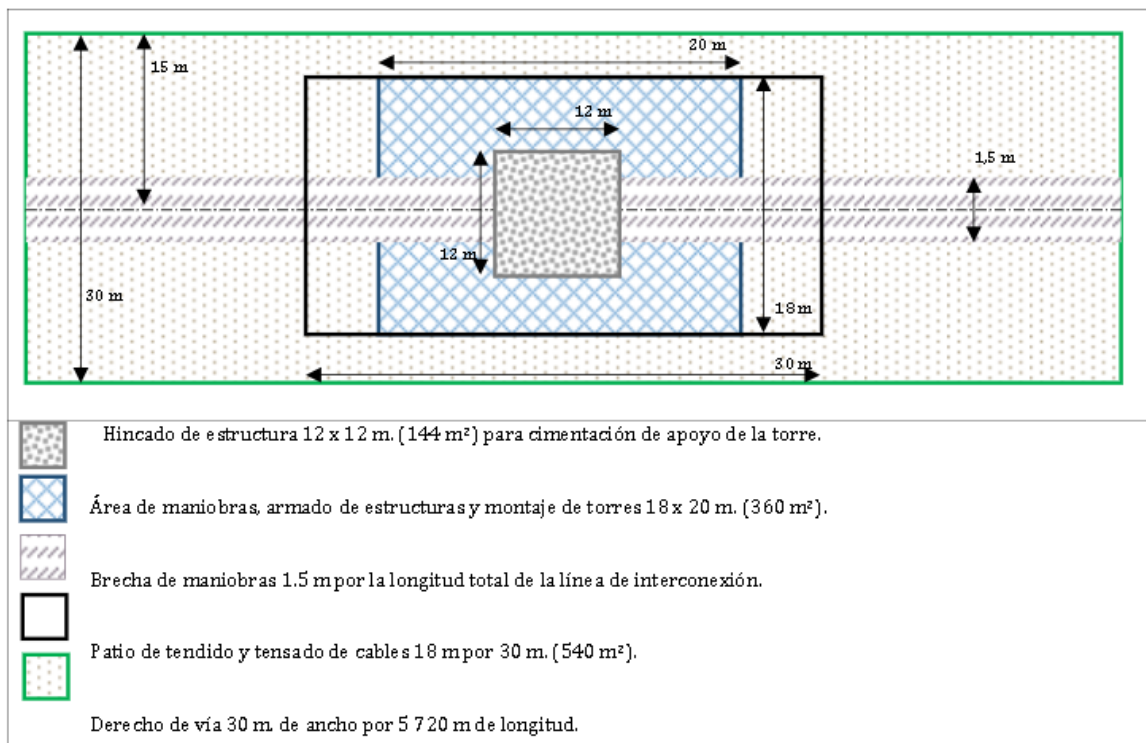 20 m
15 m
12 m
1,5 m
12 m
30 m
18 m
30 m
Hincado de estructura 12 x 12 m. (144 m²) para cimentación de apoyo de la torre.
Área de maniobras, armado de estructuras y montaje de torres 18 x 20 m. (360 m²).
Brecha de maniobras 1.5 m por la longitud total de la línea de interconexión.
Patio de tendido y tensado de cables 18 m por 30 m. (540 m²).
Derecho de vía 30 m. de ancho por 5 720 m de longitud.